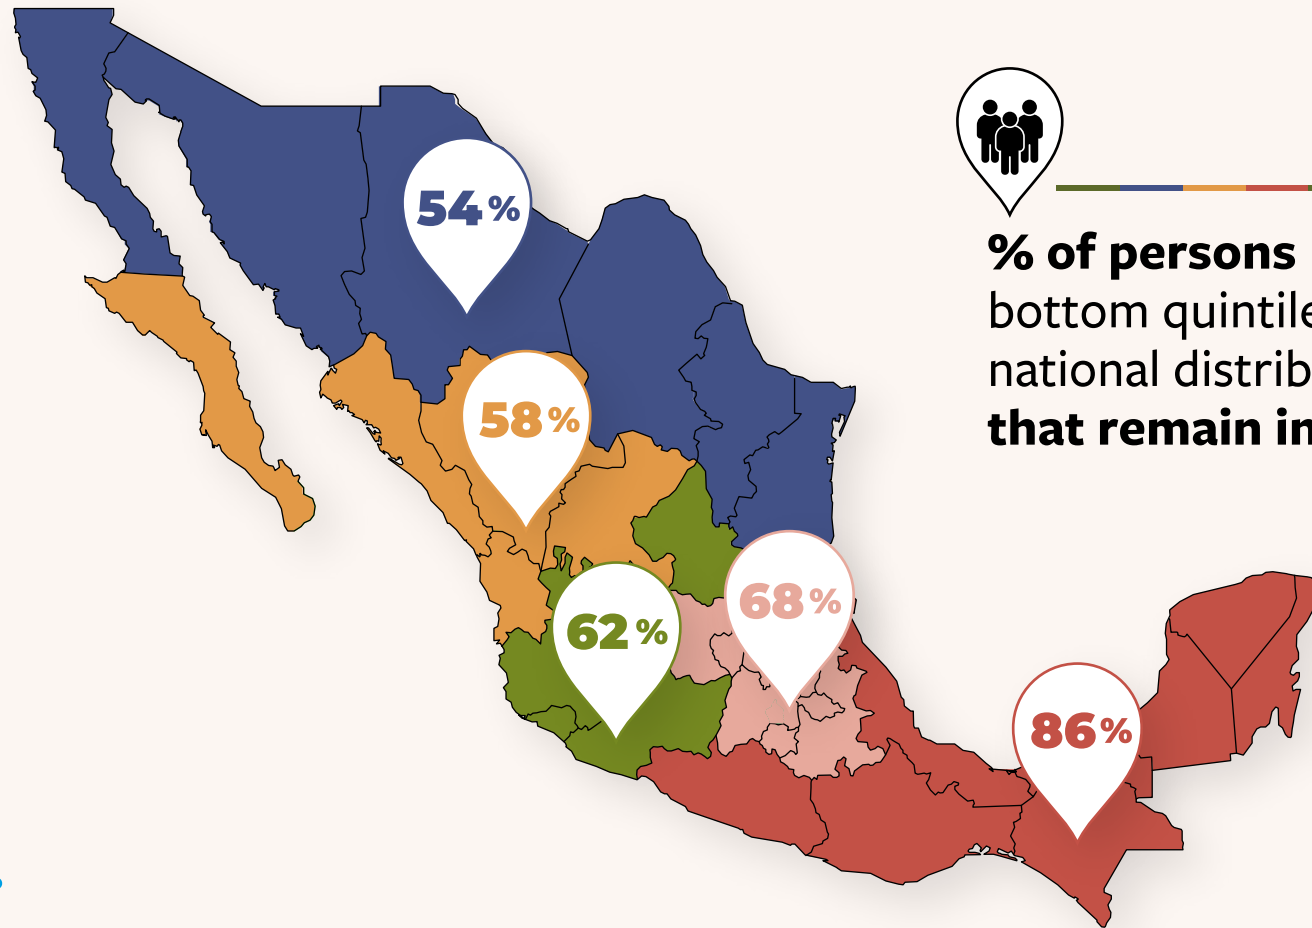 54%
% of persons
bottom quintile
national distrib
that remain in
58%
68%
62%
86%